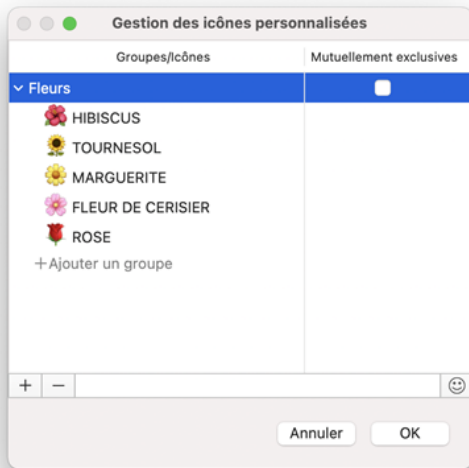 Gestion des icônes personnalisées
Groupes/Icônes Mutuellement exclusives
Fleurs
HIBISCUS
TOURNESOL
MARGUERITE
FLEUR DE CERISIER
ROSE
+Ajouter un groupe
+ −
Annuler OK